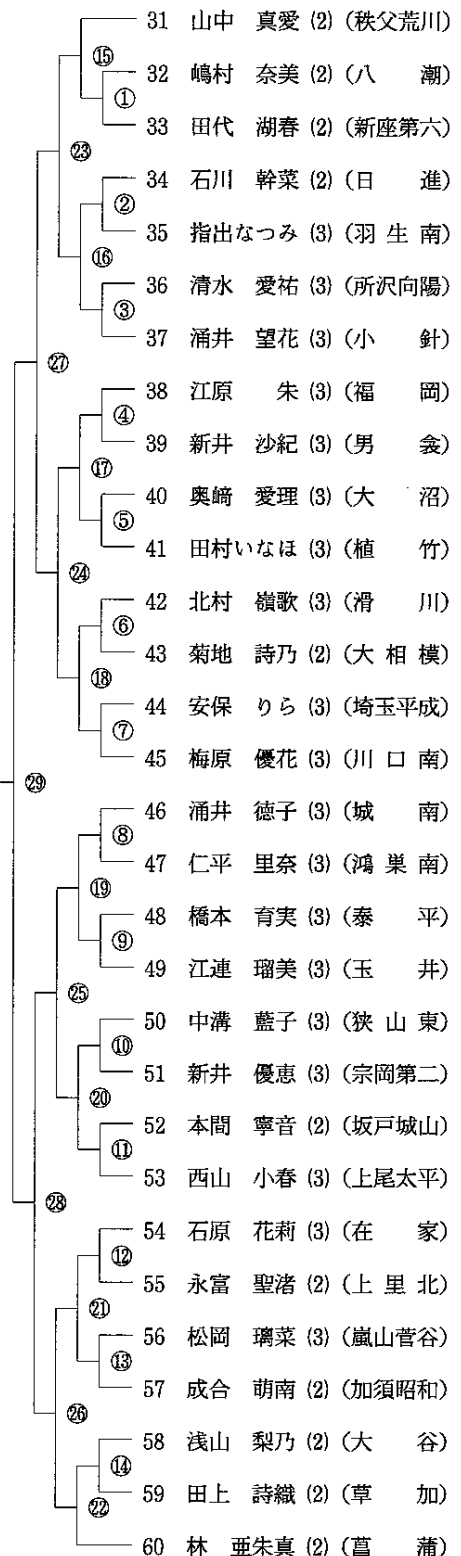 31 山中 真愛 (2) (秩父荒川)
⑮
32 嶋村 奈美 (2) (八 潮)
①
33 田代 湖春 (2) (新座第六)
㉓
34 石川 幹菜 (2) (日 進)
②
35 指出なつみ (3) (羽生南)
⑯
36 清水 愛祐 (3) (所沢向陽)
③
37 涌井 望花 (3) (小 針)
㉗
38 江原 朱 (3) (福 岡)
④
39 新井 沙紀 (3) (男 衾)
⑰
40 奥﨑 愛理 (3) (大 沼)
⑤
41 田村いなほ (3) (植 竹)
㉔
42 北村 嶺歌 (3) (滑 川)
⑥
43 菊地 詩乃 (2) (大相模)
⑱
44 安保 りら (3) (埼玉平成)
⑦
45 梅原 優花 (3) (川口南)
㉙
46 涌井 徳子 (3) (城 南)
⑧
47 仁平 里奈 (3) (鴻巣南)
⑲
48 橋本 育実 (3) (泰 平)
⑨
49 江連 瑠美 (3) (玉 井)
㉕
50 中溝 藍子 (3) (狭山東)
⑩
51 新井 優恵 (3) (宗岡第二)
⑳
52 本間 寧音 (2) (坂戸城山)
⑪
53 西山 小春 (3) (上尾太平)
㉘
54 石原 花莉 (3) (在 家)
⑫
55 永富 聖渚 (2) (上里北)
㉑
56 松岡 璃菜 (3) (嵐山菅谷)
⑬
57 成合 萌南 (2) (加須昭和)
㉖
58 浅山 梨乃 (2) (大 谷)
⑭
59 田上 詩織 (2) (草 加)
㉒
60 林 亜朱真 (2) (菖 蒲)